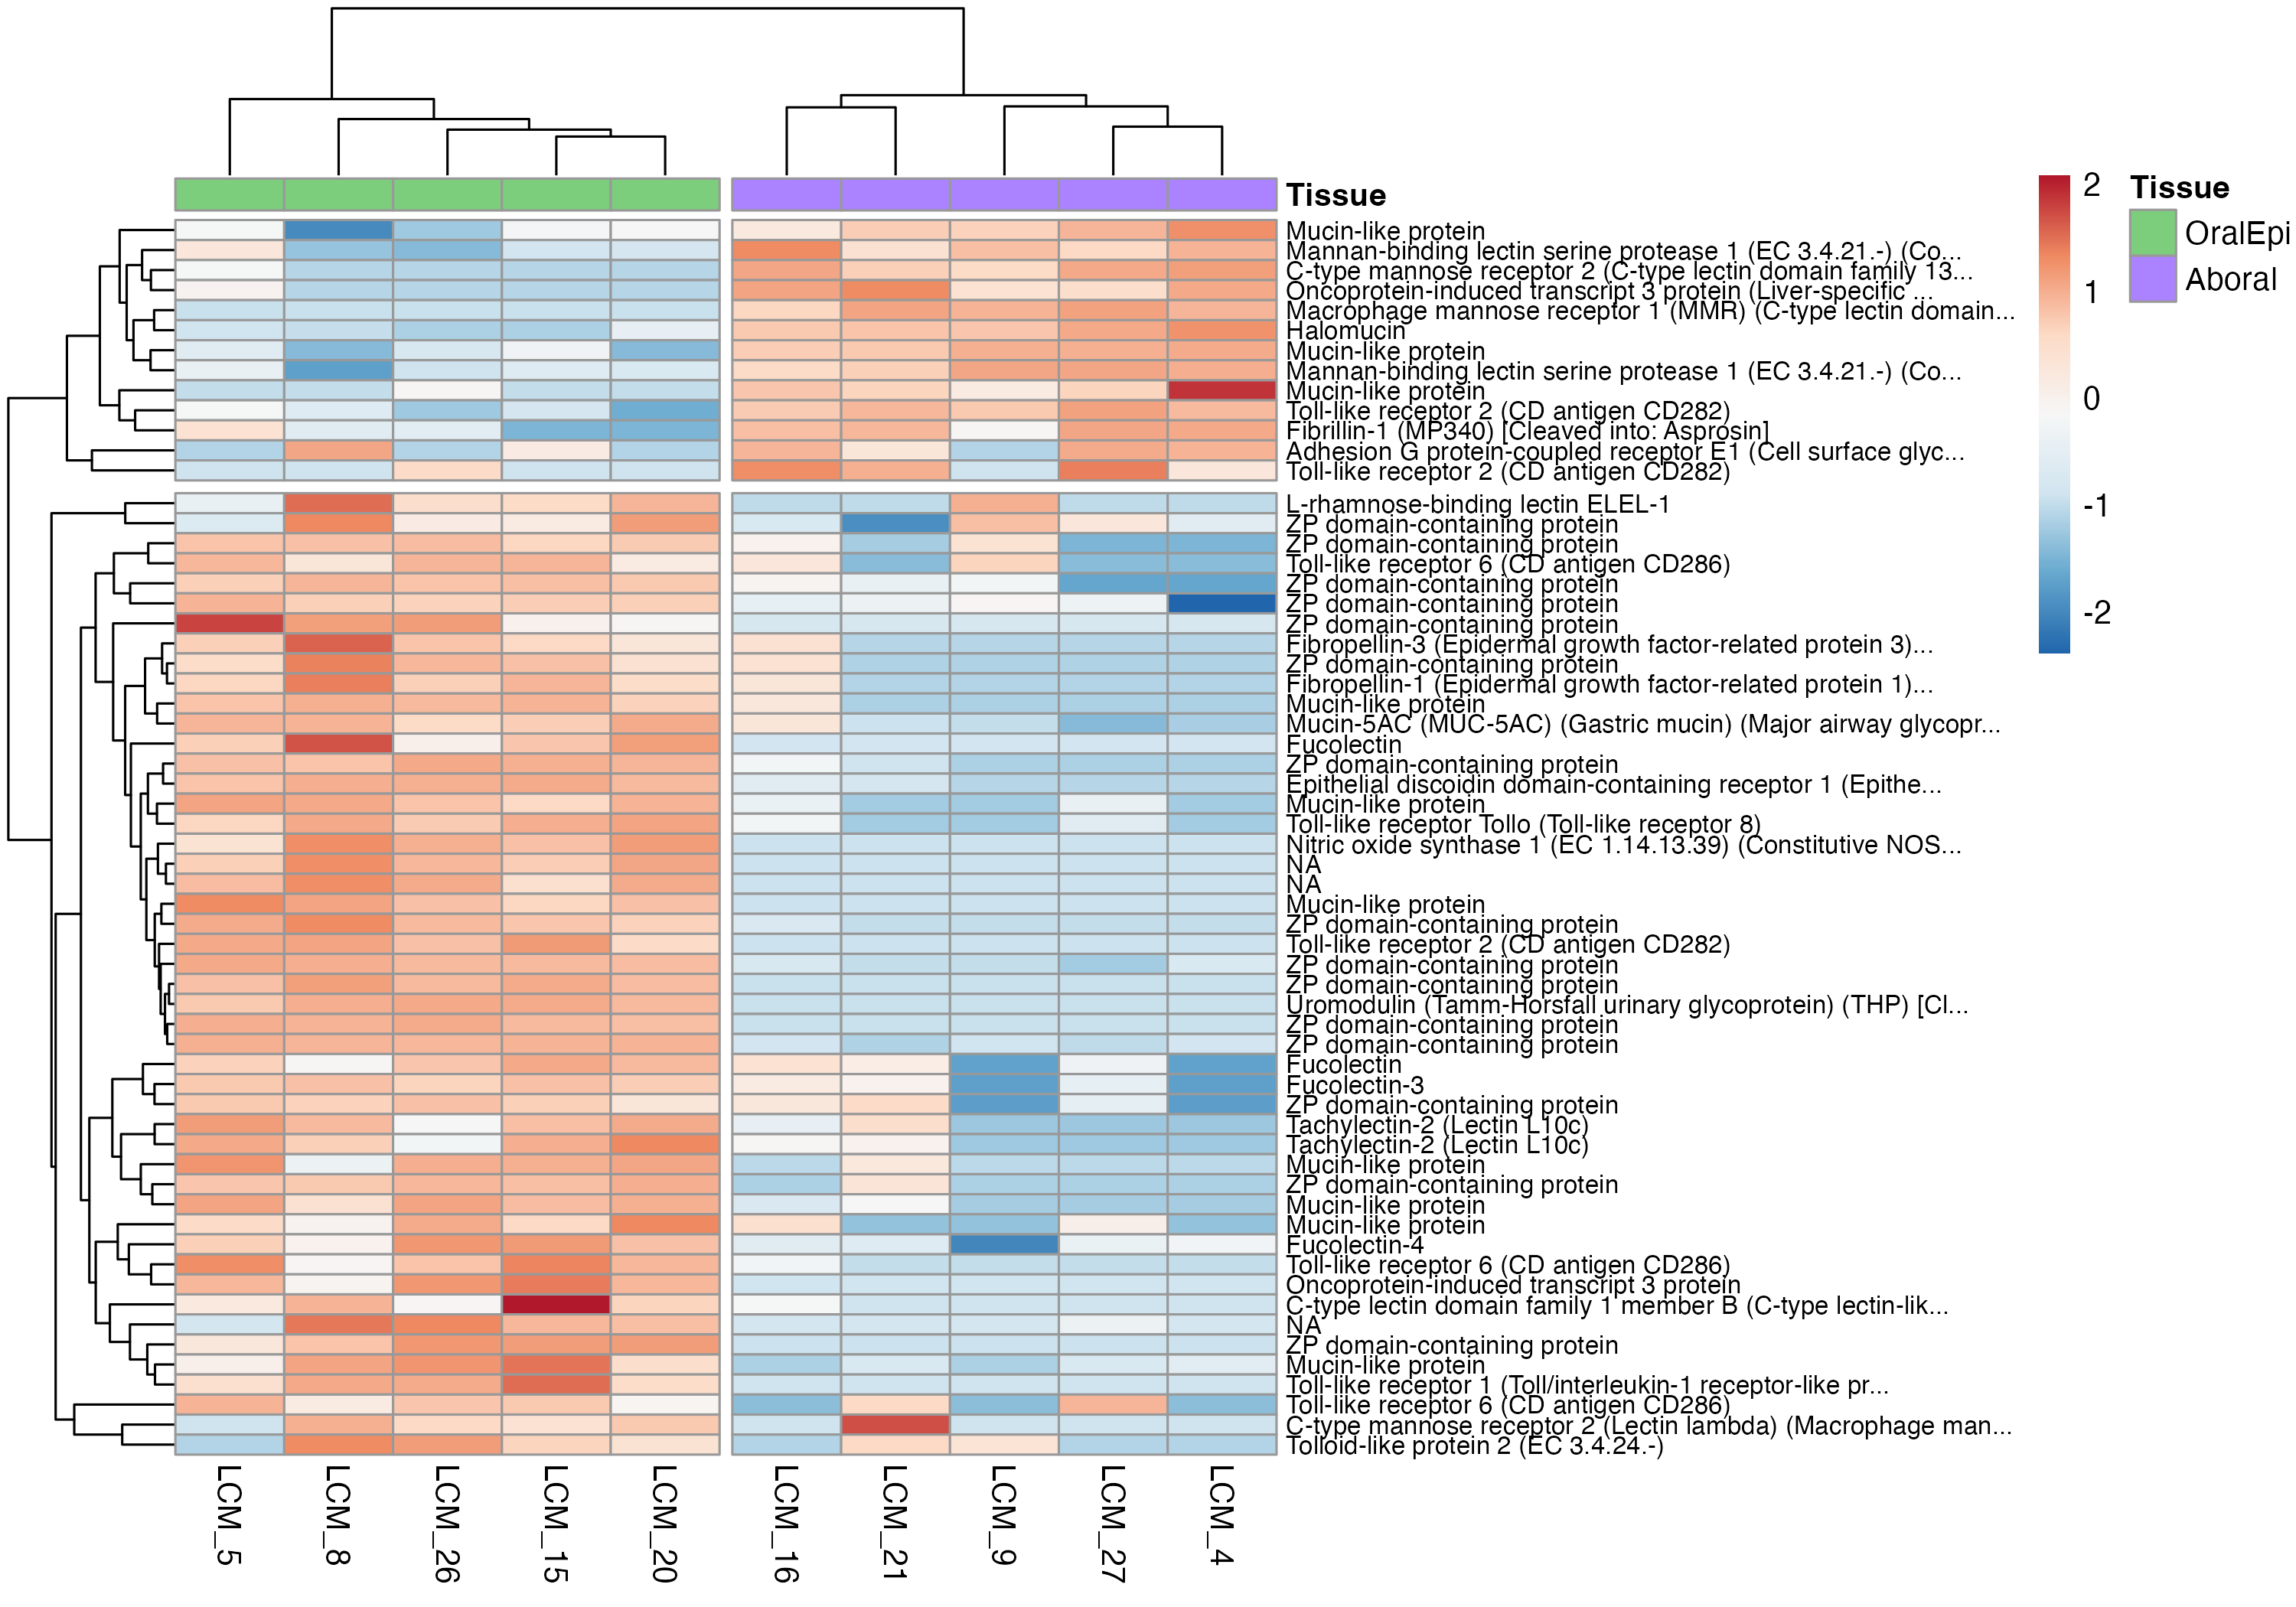 Tissue
Mucin-like protein
Mannan-binding lectin serine protease 1 (EC 3.4.21.-) (Co...
C-type mannose receptor 2 (C-type lectin domain family 13...
Oncoprotein-induced transcript 3 protein (Liver-specific ...
Macrophage mannose receptor 1 (MMR) (C-type lectin domain...
Halomucin
Mucin-like protein
Mannan-binding lectin serine protease 1 (EC 3.4.21.-) (Co...
Mucin-like protein
Toll-like receptor 2 (CD antigen CD282)
Fibrillin-1 (MP340) [Cleaved into: Asprosin]
Adhesion G protein-coupled receptor E1 (Cell surface glyc...
Toll-like receptor 2 (CD antigen CD282)
L-rhamnose-binding lectin ELEL-1
ZP domain-containing protein
ZP domain-containing protein
Toll-like receptor 6 (CD antigen CD286)
ZP domain-containing protein
ZP domain-containing protein
ZP domain-containing protein
Fibropellin-3 (Epidermal growth factor-related protein 3)...
ZP domain-containing protein
Fibropellin-1 (Epidermal growth factor-related protein 1)...
Mucin-like protein
Mucin-5AC (MUC-5AC) (Gastric mucin) (Major airway glycopr...
Fucolectin
ZP domain-containing protein
Epithelial discoidin domain-containing receptor 1 (Epithe...
Mucin-like protein
Toll-like receptor Tollo (Toll-like receptor 8)
Nitric oxide synthase 1 (EC 1.14.13.39) (Constitutive NOS...
NA
NA
Mucin-like protein
ZP domain-containing protein
Toll-like receptor 2 (CD antigen CD282)
ZP domain-containing protein
ZP domain-containing protein
Uromodulin (Tamm-Horsfall urinary glycoprotein) (THP) [Cl...
ZP domain-containing protein
ZP domain-containing protein
Fucolectin
Fucolectin-3
ZP domain-containing protein
Tachylectin-2 (Lectin L10c)
Tachylectin-2 (Lectin L10c)
Mucin-like protein
ZP domain-containing protein
Mucin-like protein
Mucin-like protein
Fucolectin-4
Toll-like receptor 6 (CD antigen CD286)
Oncoprotein-induced transcript 3 protein
C-type lectin domain family 1 member B (C-type lectin-lik...
NA
ZP domain-containing protein
Mucin-like protein
Toll-like receptor 1 (Toll/interleukin-1 receptor-like pr...
Toll-like receptor 6 (CD antigen CD286)
C-type mannose receptor 2 (Lectin lambda) (Macrophage man...
Tolloid-like protein 2 (EC 3.4.24.-)
LCM_5
LCM_8
LCM_26
LCM_15
LCM_20
LCM_16
LCM_21
LCM_9
LCM_27
LCM_4
2
1
0
-1
-2
Tissue
OralEpi
Aboral